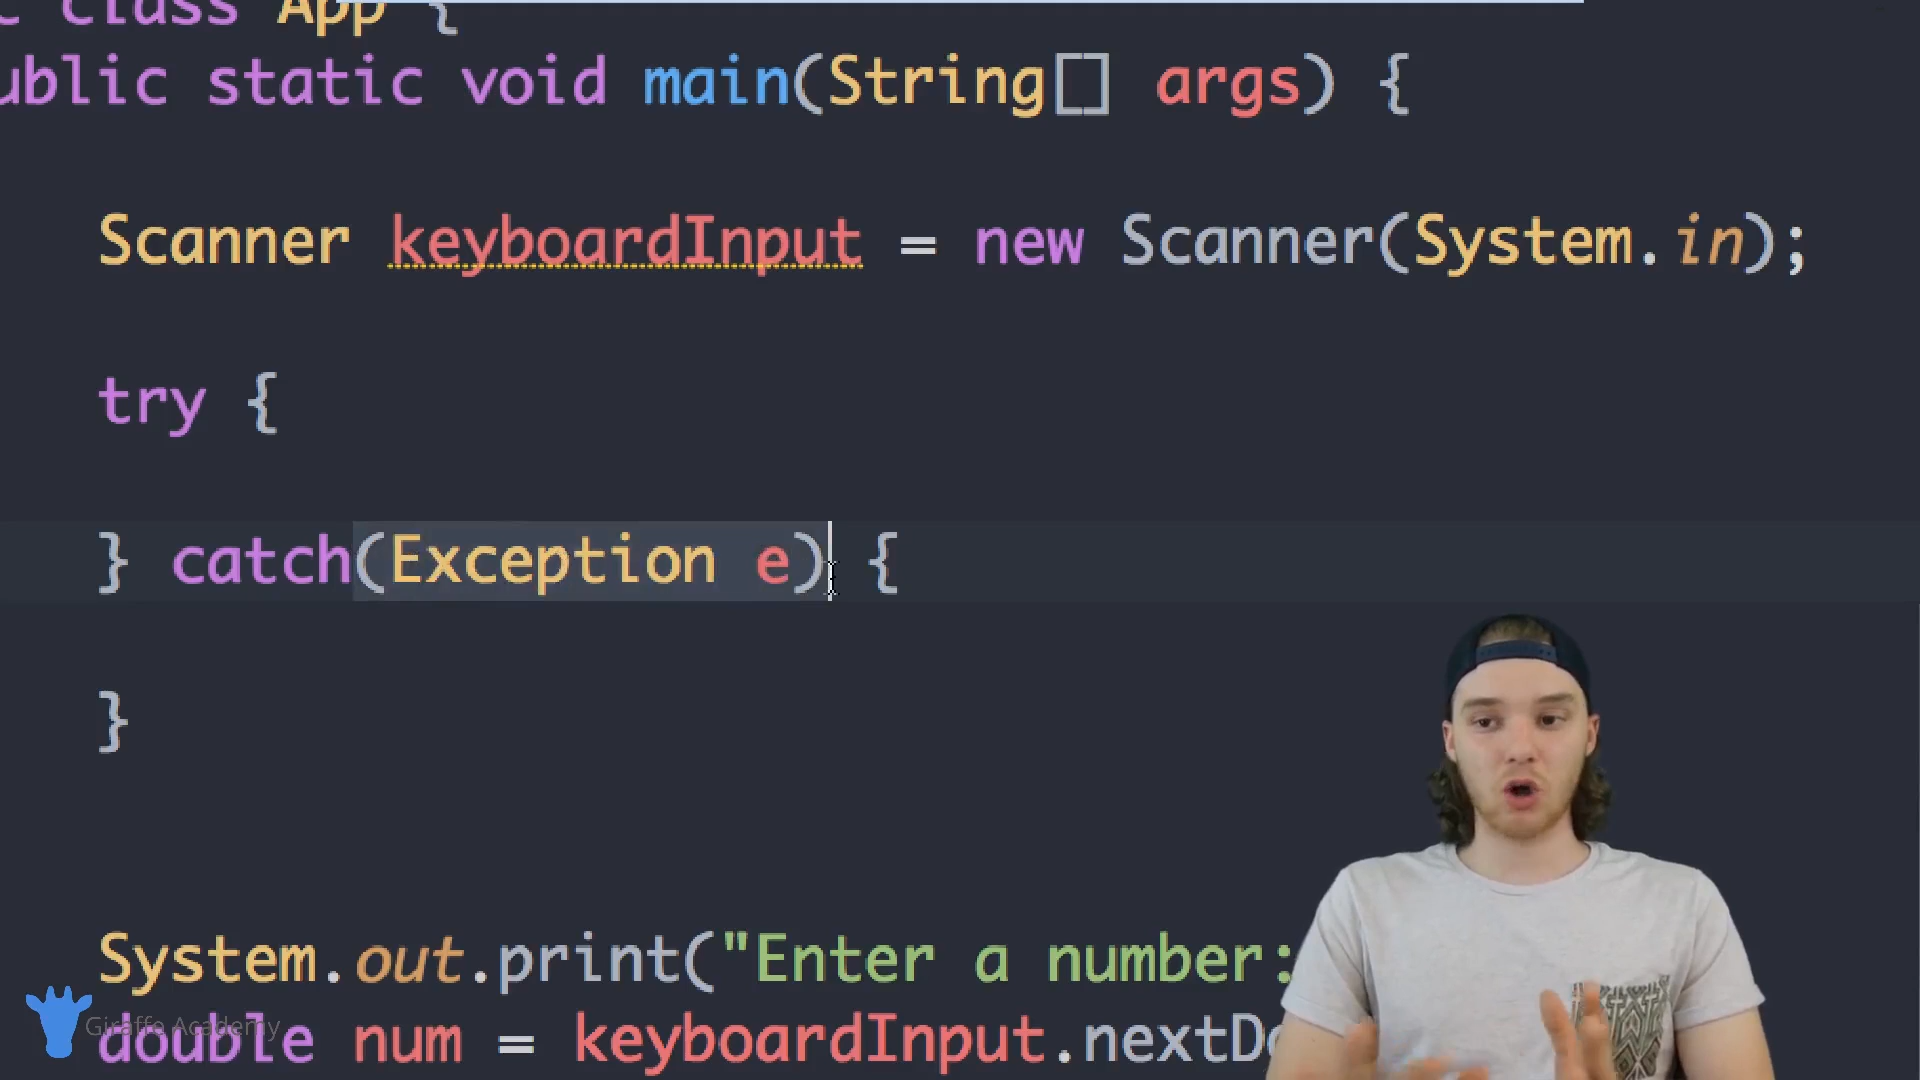 c class App {
ublic static void main(String[] args) {
Scanner keyboardInput = new Scanner(System.in);
try {
} catch(Exception e) {
}
System.out.print("Enter a number:
double num = keyboardInput.nextDo
Giraffe Academy